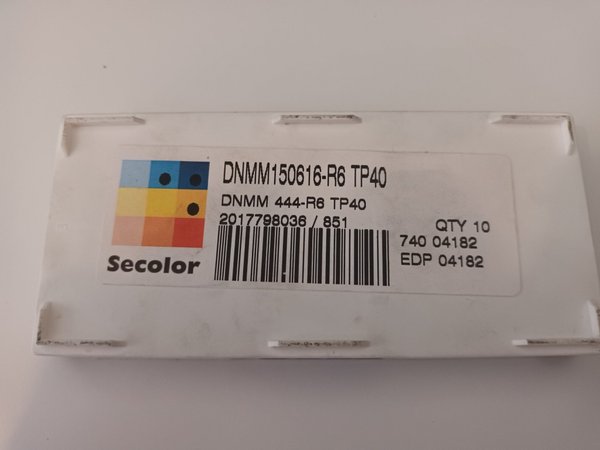 DNMM150616-R6 TP40
DNMM 444-R6 TP40
2017798036 / 851
QTY 10
740 04182
EDP 04182
Secolor